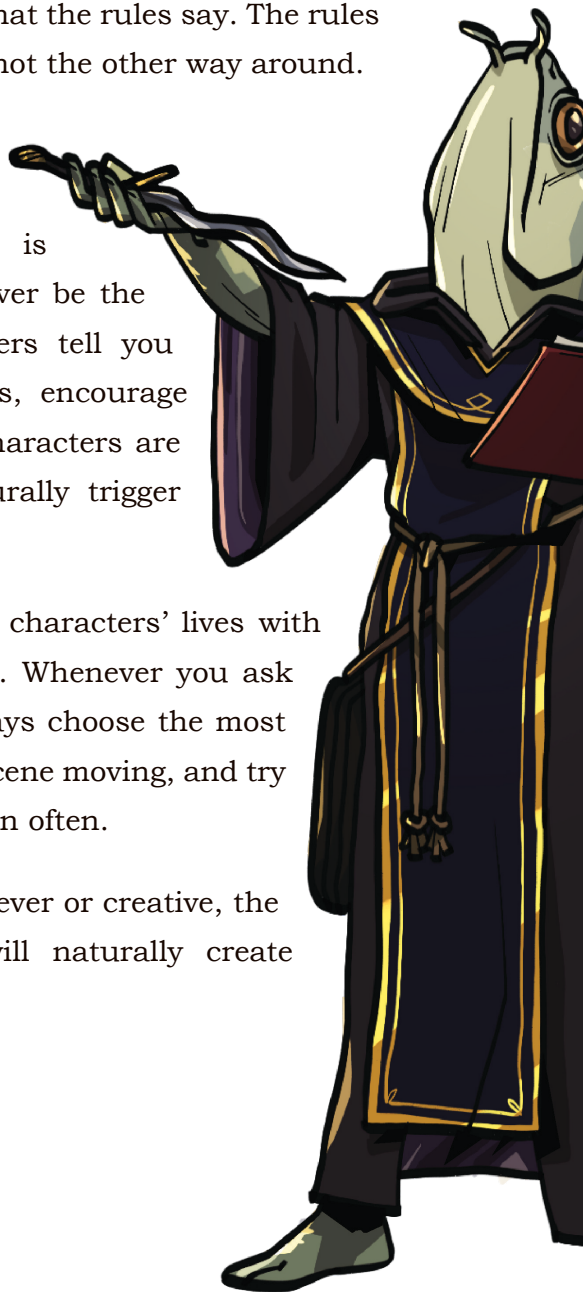 hat the rules say. The rules
not the other way around.
is
ver be the
ers tell you
s, encourage
haracters are
urally trigger
characters’ lives with
. Whenever you ask
ays choose the most
cene moving, and try
n often.
ever or creative, the
vill naturally create